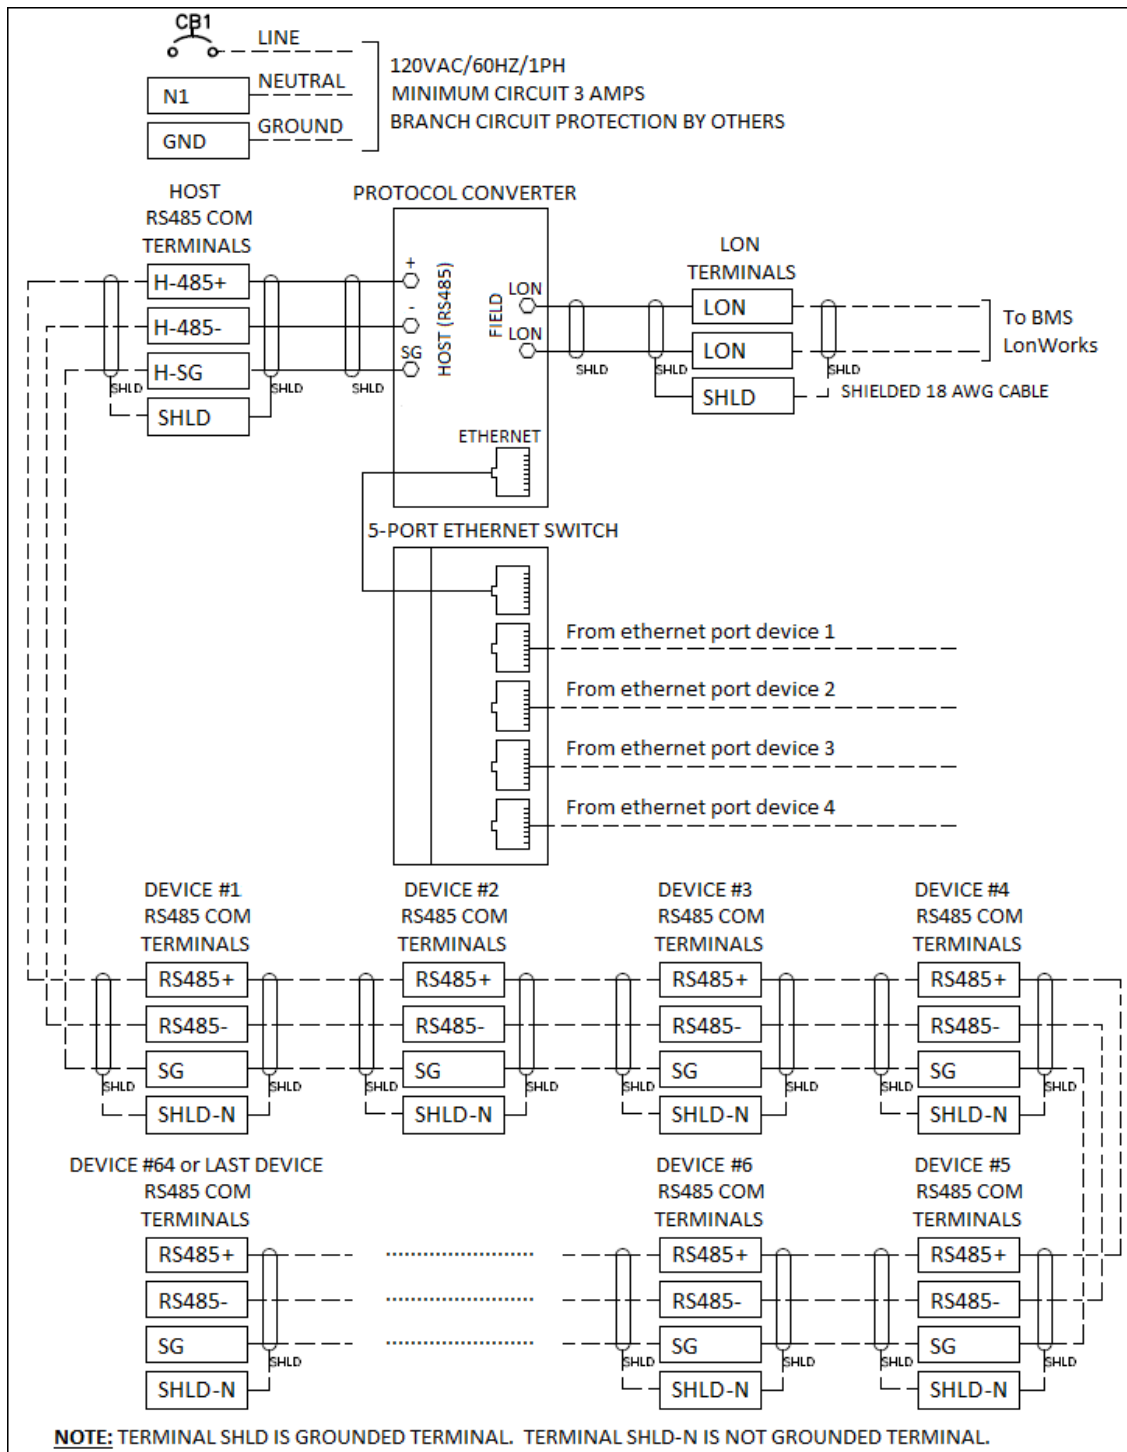 CB1
LINE
NEUTRAL
N1
GROUND
GND
120VAC/60HZ/1PH
MINIMUM CIRCUIT 3 AMPS
BRANCH CIRCUIT PROTECTION BY OTHERS
HOST
RS485 COM
TERMINALS
H-485+
H-485-
H-SG
SHLD
SHLD
SHLD
SHLD
PROTOCOL CONVERTER
+
-
SG
HOST (RS485)
FIELD
LON
LON
ETHERNET
LON
TERMINALS
LON
LON
SHLD
SHLD
SHLD
SHLD
To BMS
LonWorks
SHIELDED 18 AWG CABLE
5-PORT ETHERNET SWITCH
From ethernet port device 1
From ethernet port device 2
From ethernet port device 3
From ethernet port device 4
DEVICE #1
RS485 COM
TERMINALS
RS485+
RS485-
SG
SHLD-N
SHLD
SHLD
DEVICE #2
RS485 COM
TERMINALS
RS485+
RS485-
SG
SHLD-N
SHLD
SHLD
DEVICE #3
RS485 COM
TERMINALS
RS485+
RS485-
SG
SHLD-N
SHLD
SHLD
DEVICE #4
RS485 COM
TERMINALS
RS485+
RS485-
SG
SHLD-N
SHLD
SHLD
DEVICE #64 or LAST DEVICE
RS485 COM
TERMINALS
RS485+
RS485-
SG
SHLD-N
SHLD
DEVICE #6
RS485 COM
TERMINALS
RS485+
RS485-
SG
SHLD-N
SHLD
SHLD
DEVICE #5
RS485 COM
TERMINALS
RS485+
RS485-
SG
SHLD-N
SHLD
SHLD
NOTE: TERMINAL SHLD IS GROUNDED TERMINAL. TERMINAL SHLD-N IS NOT GROUNDED TERMINAL.